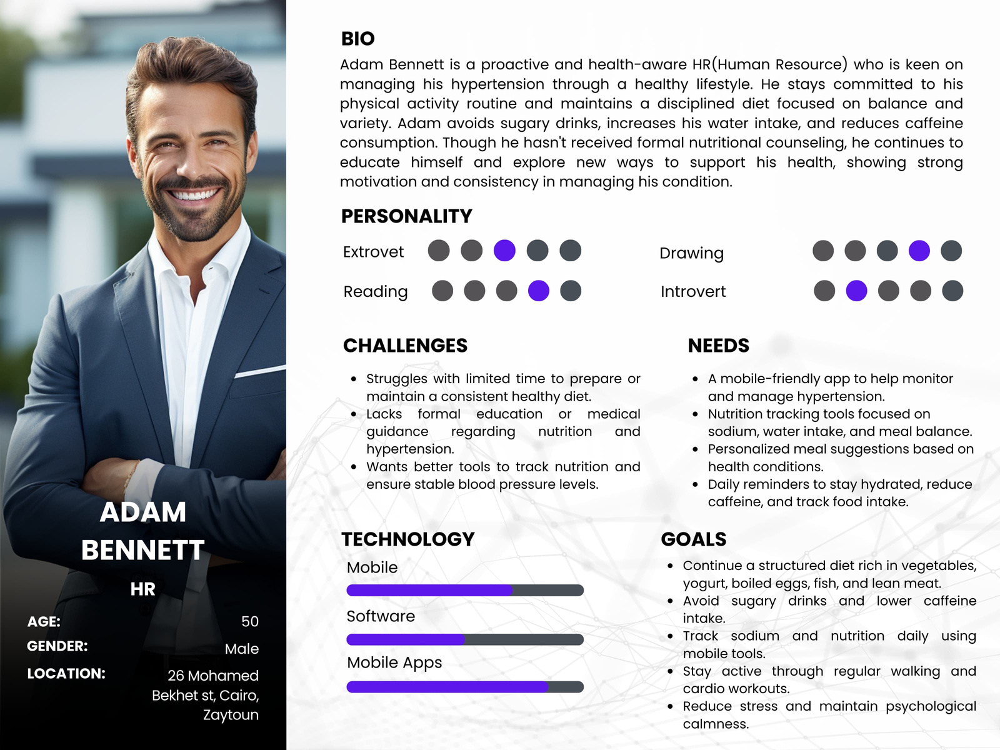 ADAM
BENNETT
HR
AGE: 50
GENDER: Male
LOCATION: 26 Mohamed
Bekhet st, Cairo,
Zaytoun
BIO
Adam Bennett is a proactive and health-aware HR(Human Resource) who is keen on
managing his hypertension through a healthy lifestyle. He stays committed to his
physical activity routine and maintains a disciplined diet focused on balance and
variety. Adam avoids sugary drinks, increases his water intake, and reduces caffeine
consumption. Though he hasn't received formal nutritional counseling, he continues to
educate himself and explore new ways to support his health, showing strong
motivation and consistency in managing his condition.
PERSONALITY
Extrovet
Drawing
Reading
Introvert
CHALLENGES
• Struggles with limited time to prepare or
maintain a consistent healthy diet.
• Lacks formal education or medical
guidance regarding nutrition and
hypertension.
• Wants better tools to track nutrition and
ensure stable blood pressure levels.
NEEDS
• A mobile-friendly app to help monitor
and manage hypertension.
• Nutrition tracking tools focused on
sodium, water intake, and meal balance.
• Personalized meal suggestions based on
health conditions.
• Daily reminders to stay hydrated, reduce
caffeine, and track food intake.
TECHNOLOGY
Mobile
Software
Mobile Apps
GOALS
• Continue a structured diet rich in vegetables,
yogurt, boiled eggs, fish, and lean meat.
• Avoid sugary drinks and lower caffeine
intake.
• Track sodium and nutrition daily using
mobile tools.
• Stay active through regular walking and
cardio workouts.
• Reduce stress and maintain psychological
calmness.